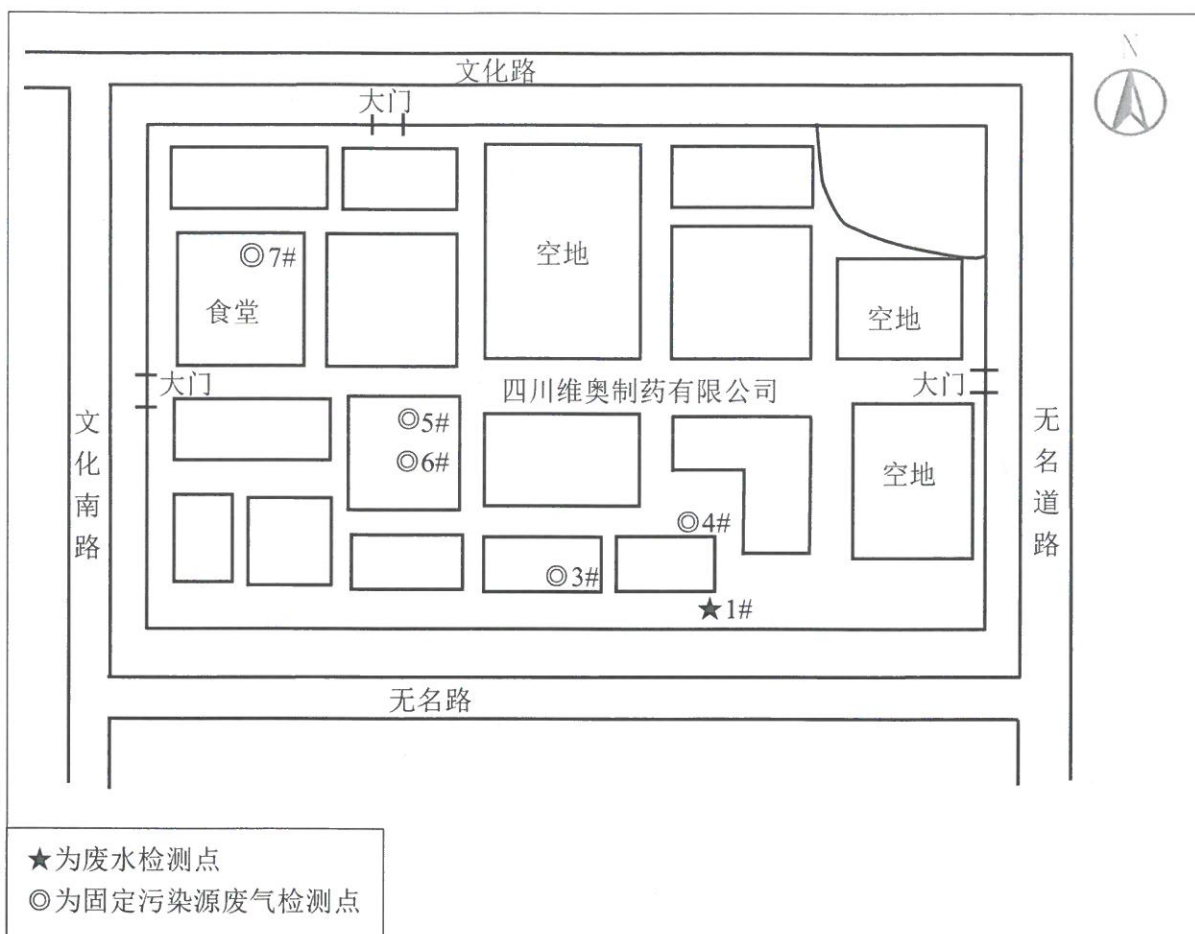 N
文化路
大门
◎7#
食堂
空地
空地
大门
四川维奥制药有限公司
大门
◎5#
◎6#
空地
文化南路
无名道路
◎4#
◎3#
★1#
无名路
★为废水检测点
◎为固定污染源废气检测点